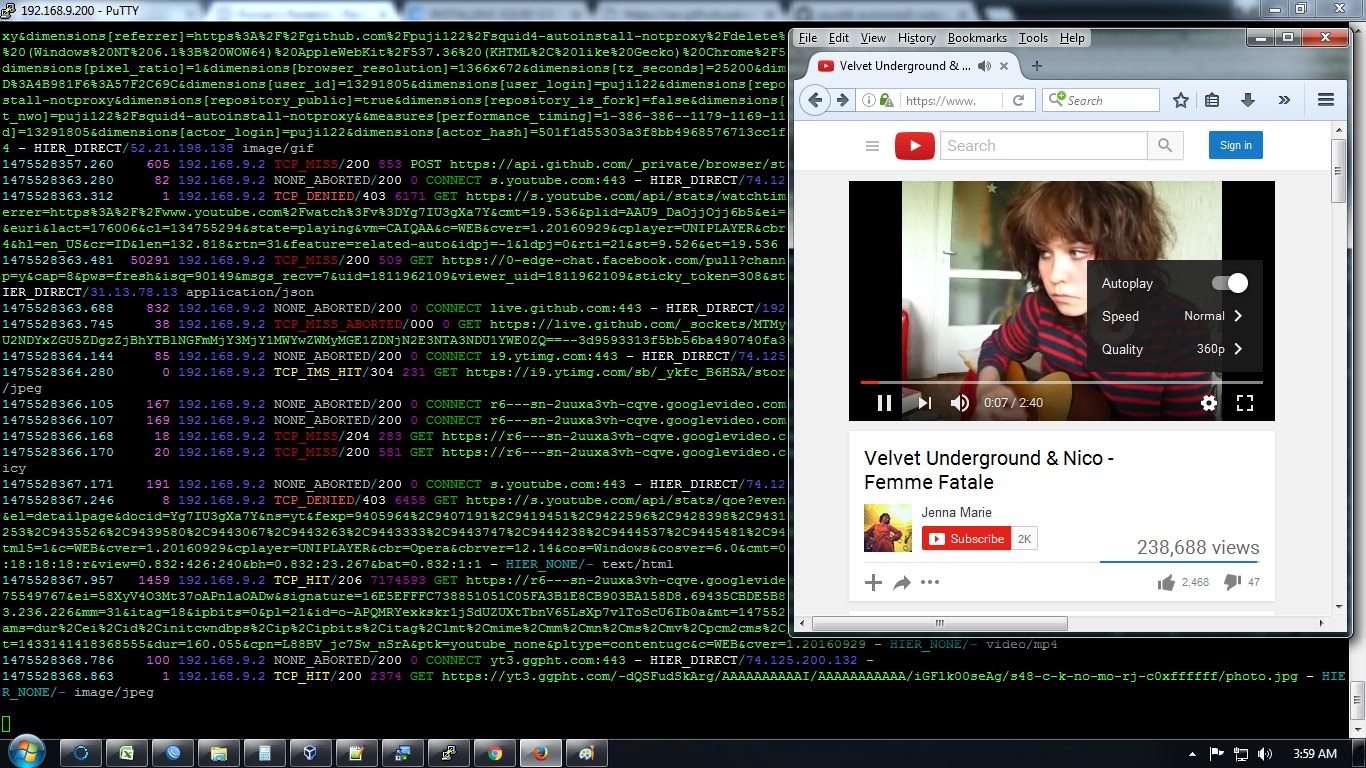 192.168.9.200 - PuTTY
xy&dimensions[referrer]=https%3A%2F%2Fgithub.com%2Fpuji122%2Fsquid4-autoinstall-notproxy%2Fdelete%
%20(Windows%20NT%206.1%3B%20WOW64)%20AppleWebKit%2F537.36%20(KHTML%2C%20like%20Gecko)%20Chrome%2F5
dimensions[pixel_ratio]=1&dimensions[browser_resolution]=1366x672&dimensions[tz_seconds]=25200&dim
D%3A4B981F6%3A57F2C69C&dimensions[user_id]=13291805&dimensions[user_login]=puji122&dimensions[repo
stall-notproxy&dimensions[repository_public]=true&dimensions[repository_is_fork]=false&dimensions[
t_nwo]=puji122%2Fsquid4-autoinstall-notproxy&&measures[performance_timing]=1-386-386--1179-1169-11
d]=13291805&dimensions[actor_login]=puji122&dimensions[actor_hash]=501f1d55303a3f8bb4968576713cc1f
4 - HIER_DIRECT/52.21.198.138 image/gif
1475528357.260 605 192.168.9.2 TCP_MISS/200 853 POST https://api.github.com/_private/browser/st
1475528363.280 82 192.168.9.2 NONE_ABORTED/200 0 CONNECT s.youtube.com:443 - HIER_DIRECT/74.12
1475528363.312 1 192.168.9.2 TCP_DENIED/403 6171 GET https://s.youtube.com/api/stats/watchtim
errer=https%3A%2F%2Fwww.youtube.com%2Fwatch%3Fv%3DYg7IU3gXa7Y&cmt=19.536&plid=AAU9_DaOjjOjj6b5&ei=
&euri&lact=176006&cl=134755294&state=playing&vm=CAIQAA&c=WEB&cver=1.20160929&cplayer=UNIPLAYER&cbr
4&hl=en_US&cr=ID&len=132.818&rtn=31&feature=related-auto&idpj=-1&ldpj=0&rti=21&st=9.526&et=19.536
1475528363.481 50291 192.168.9.2 TCP_MISS/200 509 GET https://0-edge-chat.facebook.com/pull?chann
p=y&cap=8&pws=fresh&isq=90149&msgs_recv=7&uid=1811962109&viewer_uid=1811962109&sticky_token=308&st
IER_DIRECT/31.13.78.13 application/json
1475528363.688 832 192.168.9.2 NONE_ABORTED/200 0 CONNECT live.github.com:443 - HIER_DIRECT/192
1475528363.745 38 192.168.9.2 TCP_MISS_ABORTED/000 0 GET https://live.github.com/_sockets/MTMy
U2NDYxZGU5ZDgzZjBhYTBlNGFmMjY3MjY1MWYwZWMyMGE1ZDNjN2E3NTA3NDU1YWE0ZQ==--3d9593313f5bb56ba490740fa3
1475528364.144 85 192.168.9.2 NONE_ABORTED/200 0 CONNECT i9.ytimg.com:443 - HIER_DIRECT/74.125
1475528364.280 0 192.168.9.2 TCP_IMS_HIT/304 231 GET https://i9.ytimg.com/sb/_ykfc_B6HSA/stor
/jpeg
1475528366.105 167 192.168.9.2 NONE_ABORTED/200 0 CONNECT r6---sn-2uuxa3vh-cqve.googlevideo.com
1475528366.107 169 192.168.9.2 NONE_ABORTED/200 0 CONNECT r6---sn-2uuxa3vh-cqve.googlevideo.com
1475528366.168 18 192.168.9.2 TCP_MISS/204 283 GET https://r6---sn-2uuxa3vh-cqve.googlevideo.c
1475528366.170 20 192.168.9.2 TCP_MISS/200 581 GET https://r6---sn-2uuxa3vh-cqve.googlevideo.c
icy
1475528367.171 191 192.168.9.2 NONE_ABORTED/200 0 CONNECT s.youtube.com:443 - HIER_DIRECT/74.12
1475528367.246 8 192.168.9.2 TCP_DENIED/403 6458 GET https://s.youtube.com/api/stats/qoe?even
&el=detailpage&docid=Yg7IU3gXa7Y&ns=yt&fexp=9405964%2C9407191%2C9419451%2C9422596%2C9428398%2C9431
253%2C9435526%2C9439580%2C9443067%2C9443263%2C9443333%2C9443747%2C9444238%2C9444537%2C9445481%2C94
tml5=1&c=WEB&cver=1.20160929&cplayer=UNIPLAYER&cbr=Opera&cbrver=12.14&cos=Windows&cosver=6.0&cmt=0
:18:18:18:r&view=0.832:426:240&bh=0.832:23.267&bat=0.832:1:1 - HIER_NONE/- text/html
1475528367.957 1459 192.168.9.2 TCP_HIT/206 7174593 GET https://r6---sn-2uuxa3vh-cqve.googlevide
75549767&ei=58XyV4O3Mt37oAPnlaOADw&signature=16E5EFFFC7388S1051C05FA3B1E8CB903BA158D8.69435CBDE5B8
3.236.226&mm=31&itag=18&ipbits=0&pl=21&id=o-APQMRYexkskr1jSdUZUXtTbnV65LsXp7vlToScU6Ib0a&mt=147552
ams=dur%2Cei%2Cid%2Cinitcwndbps%2Cip%2Cipbits%2Citag%2Clmt%2Cmime%2Cmm%2Cmn%2Cms%2Cmv%2Cpcm2cms%2C
t=1433141418368555&dur=160.055&cpn=L88BV_jc7Sw_nSrA&ptk=youtube_none&pltype=contentugc&c=WEB&cver=1.20160929 - HIER_NONE/- video/mp4
1475528368.786 100 192.168.9.2 NONE_ABORTED/200 0 CONNECT yt3.ggpht.com:443 - HIER_DIRECT/74.125.200.132 -
1475528368.863 1 192.168.9.2 TCP_HIT/200 2374 GET https://yt3.ggpht.com/-dQSFudSkArg/AAAAAAAAAAI/AAAAAAAAAAA/iGFlk00seAg/s48-c-k-no-mo-rj-c0xffffff/photo.jpg - HIE
R_NONE/- image/jpeg
File Edit View History Bookmarks Tools Help
Velvet Underground & ...
https://www.
Search
Search
Sign in
Autoplay
Speed Normal
Quality 360p
0:07 / 2:40
Velvet Underground & Nico -
Femme Fatale
Jenna Marie
Subscribe 2K
238,688 views
2,468 47
3:59 AM